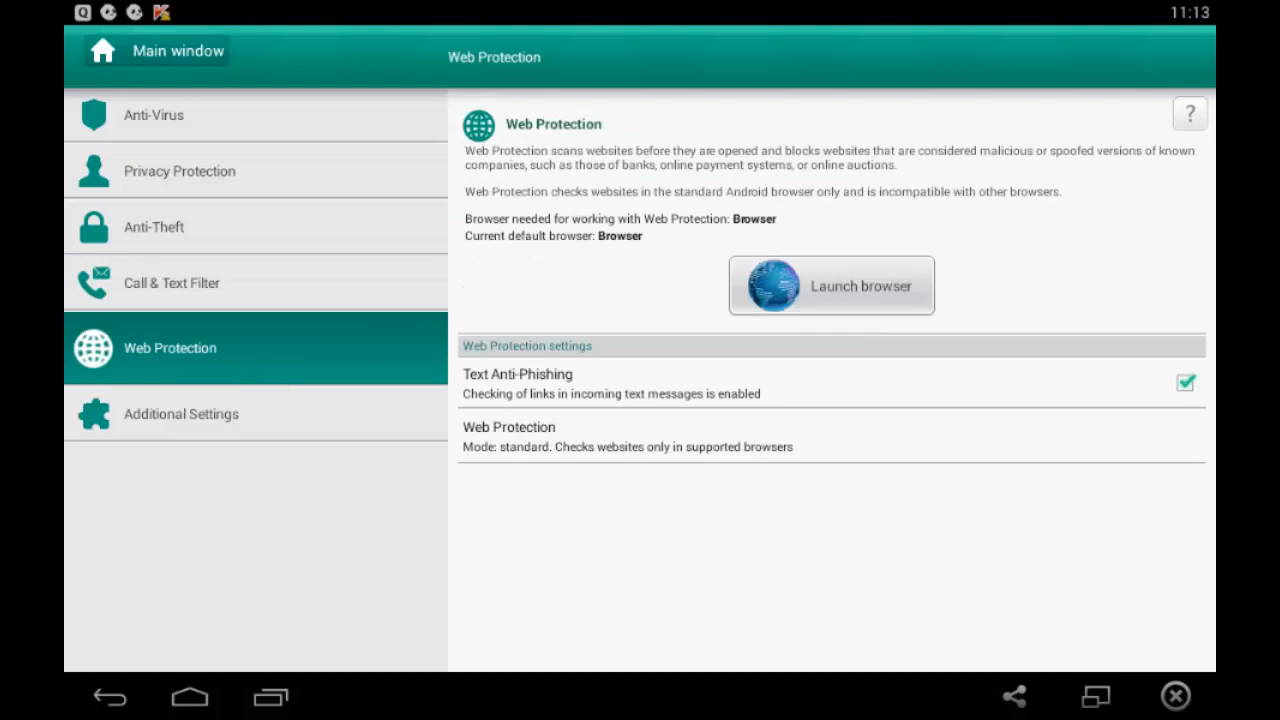 11:13
Main window
Web Protection
Anti-Virus
Privacy Protection
Anti-Theft
Call & Text Filter
Web Protection
Additional Settings
Web Protection
?
Web Protection scans websites before they are opened and blocks websites that are considered malicious or spoofed versions of known
companies, such as those of banks, online payment systems, or online auctions.
Web Protection checks websites in the standard Android browser only and is incompatible with other browsers.
Browser needed for working with Web Protection: Browser
Current default browser: Browser
Launch browser
Web Protection settings
Text Anti-Phishing
Checking of links in incoming text messages is enabled
Web Protection
Mode: standard. Checks websites only in supported browsers